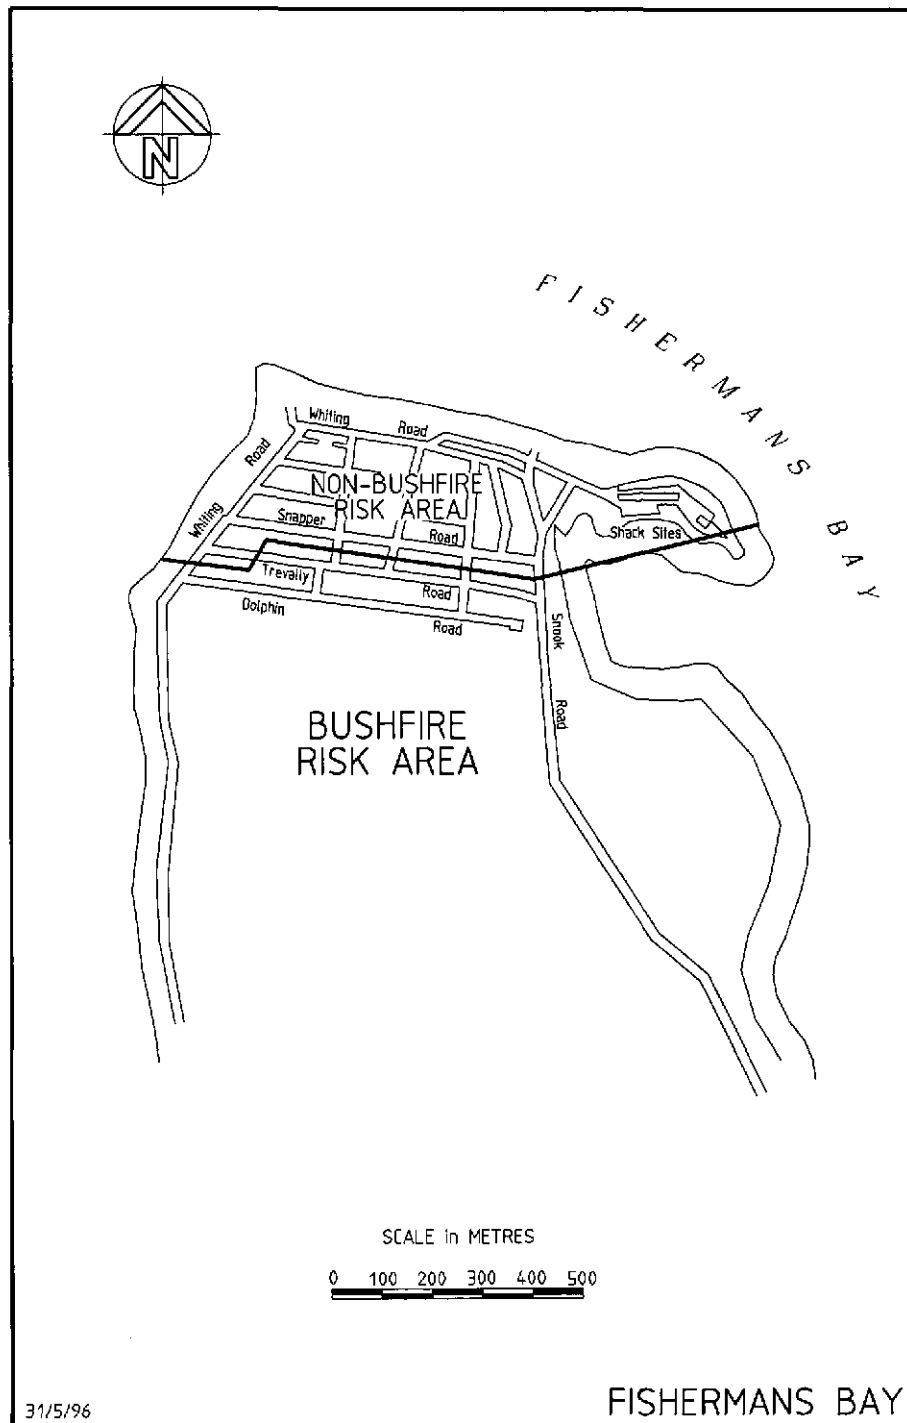 N
FISHERMANS BAY
Whiting Road
Whiting Road
NON-BUSHFIRE
RISK AREA
Snapper Road
Shack Sites
Trevally Road
Dolphin Road
Snook Road
BUSHFIRE
RISK AREA
SCALE in METRES
0 100 200 300 400 500
31/5/96
FISHERMANS BAY